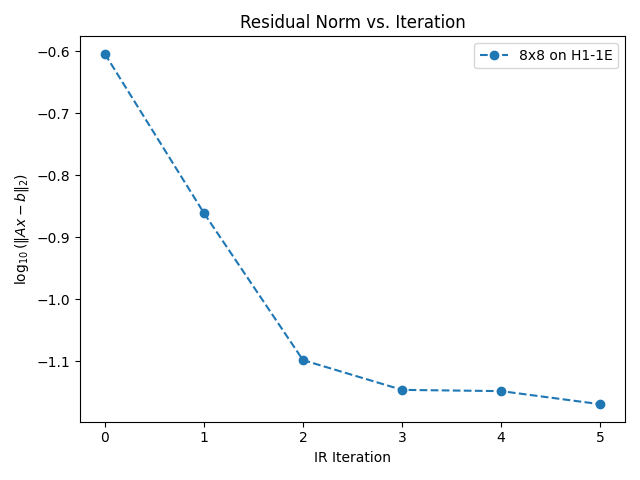 Residual Norm vs. Iteration
8x8 on H1-1E
−0.6
−0.7
−0.8
−0.9
−1.0
−1.1
log₁₀(‖Ax − b‖₂)
0 1 2 3 4 5
IR Iteration